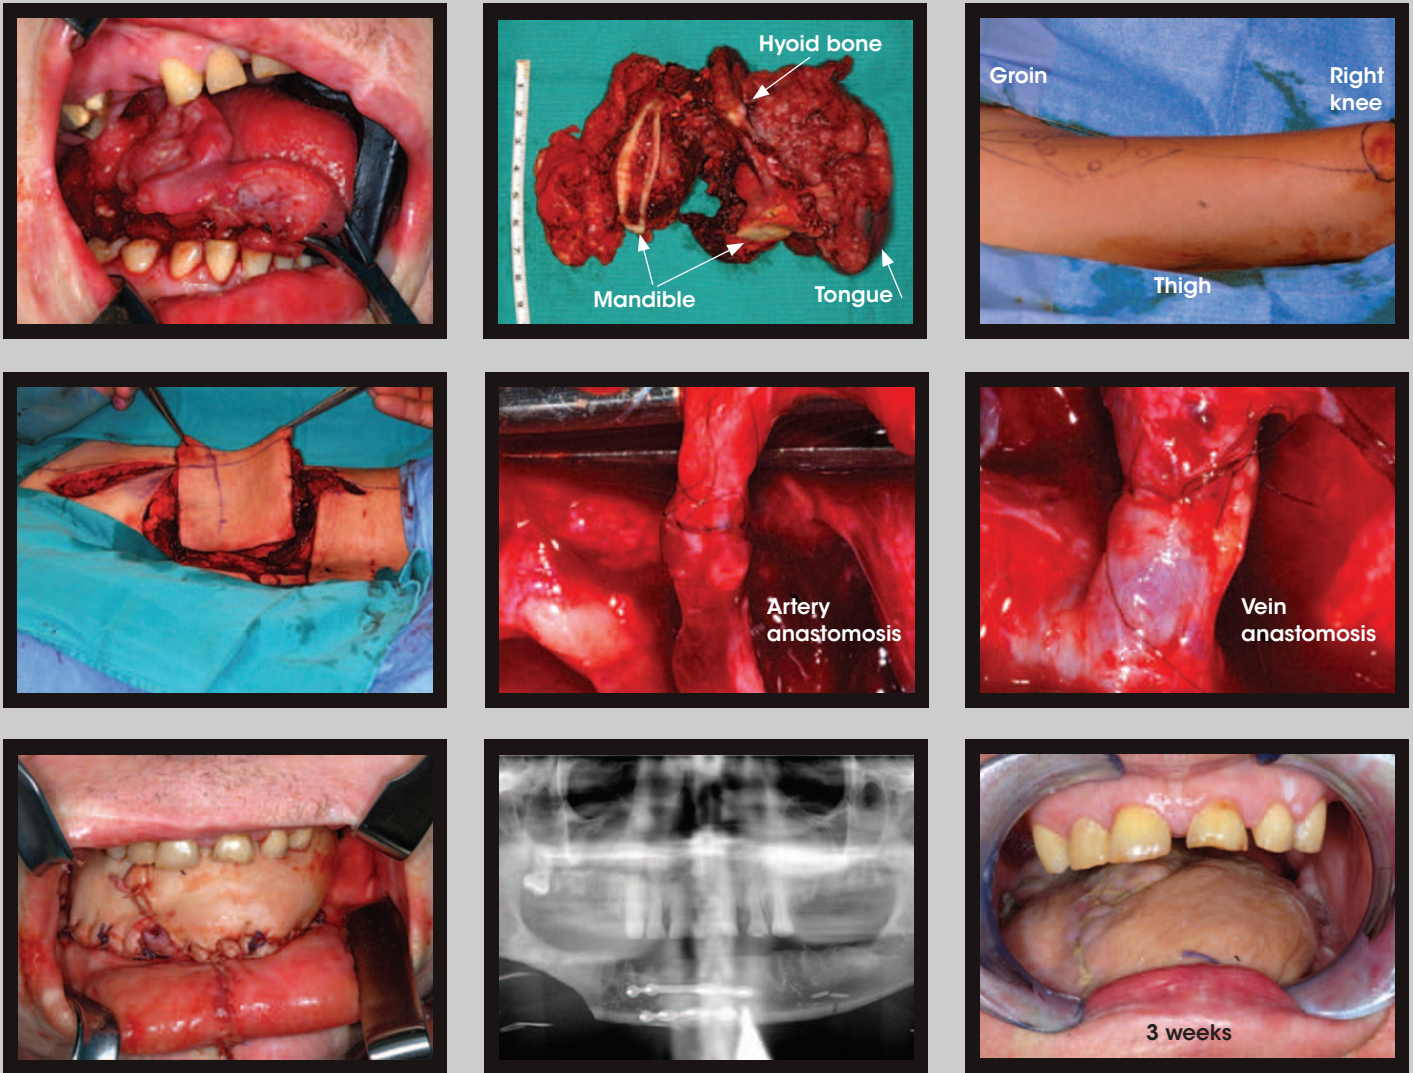 Hyoid bone
Mandible
Tongue
Groin
Right
knee
Thigh
Artery
anastomosis
Vein
anastomosis
3 weeks